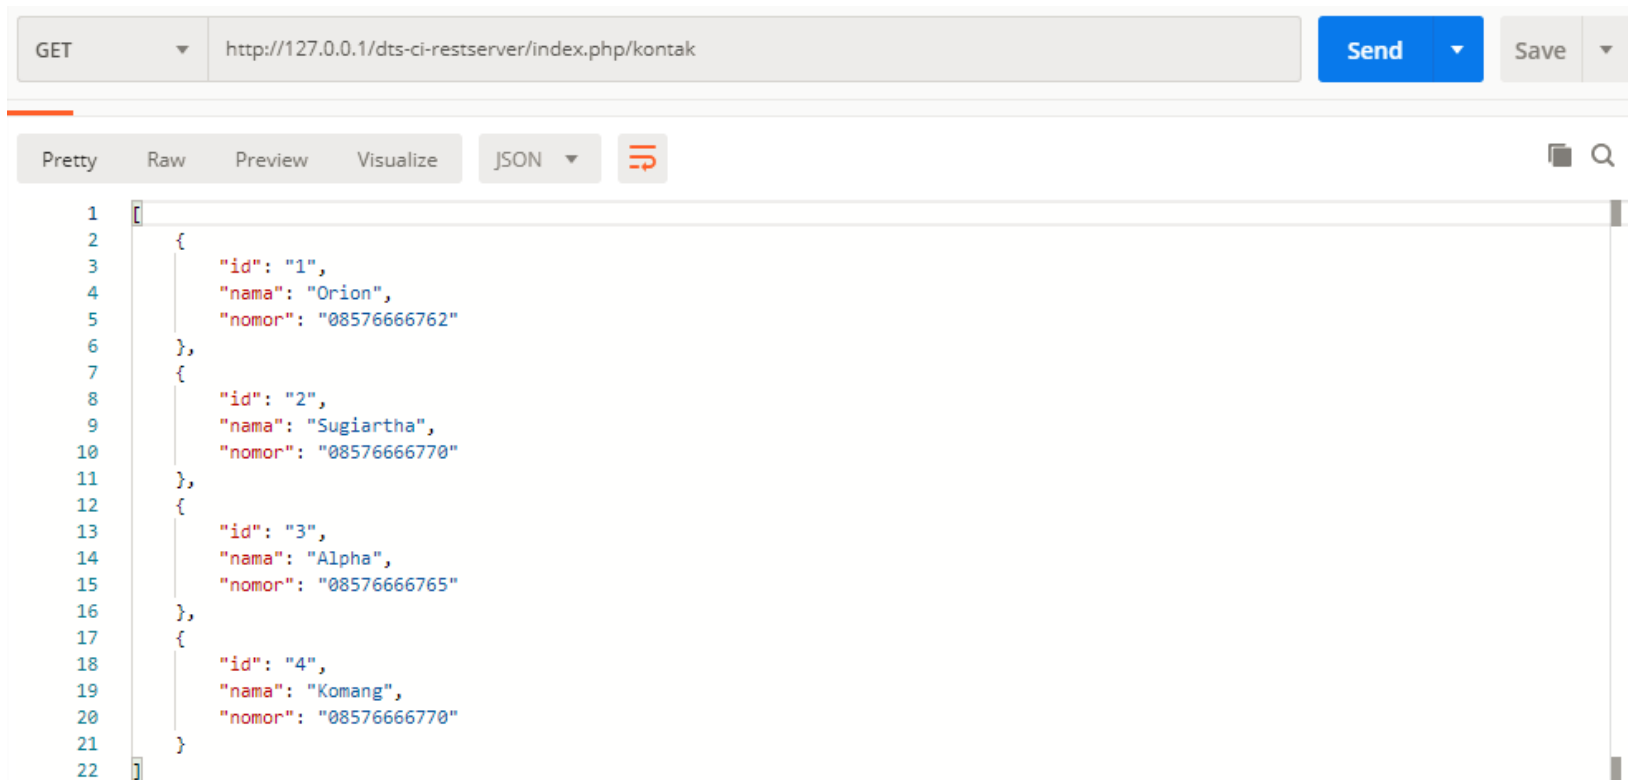 GET http://127.0.0.1/dts-ci-restserver/index.php/kontak Send Save
Pretty Raw Preview Visualize JSON
1 [
2 {
3 "id": "1",
4 "nama": "Orion",
5 "nomor": "08576666762"
6 },
7 {
8 "id": "2",
9 "nama": "Sugiartha",
10 "nomor": "08576666770"
11 },
12 {
13 "id": "3",
14 "nama": "Alpha",
15 "nomor": "08576666765"
16 },
17 {
18 "id": "4",
19 "nama": "Komang",
20 "nomor": "08576666770"
21 }
22 ]